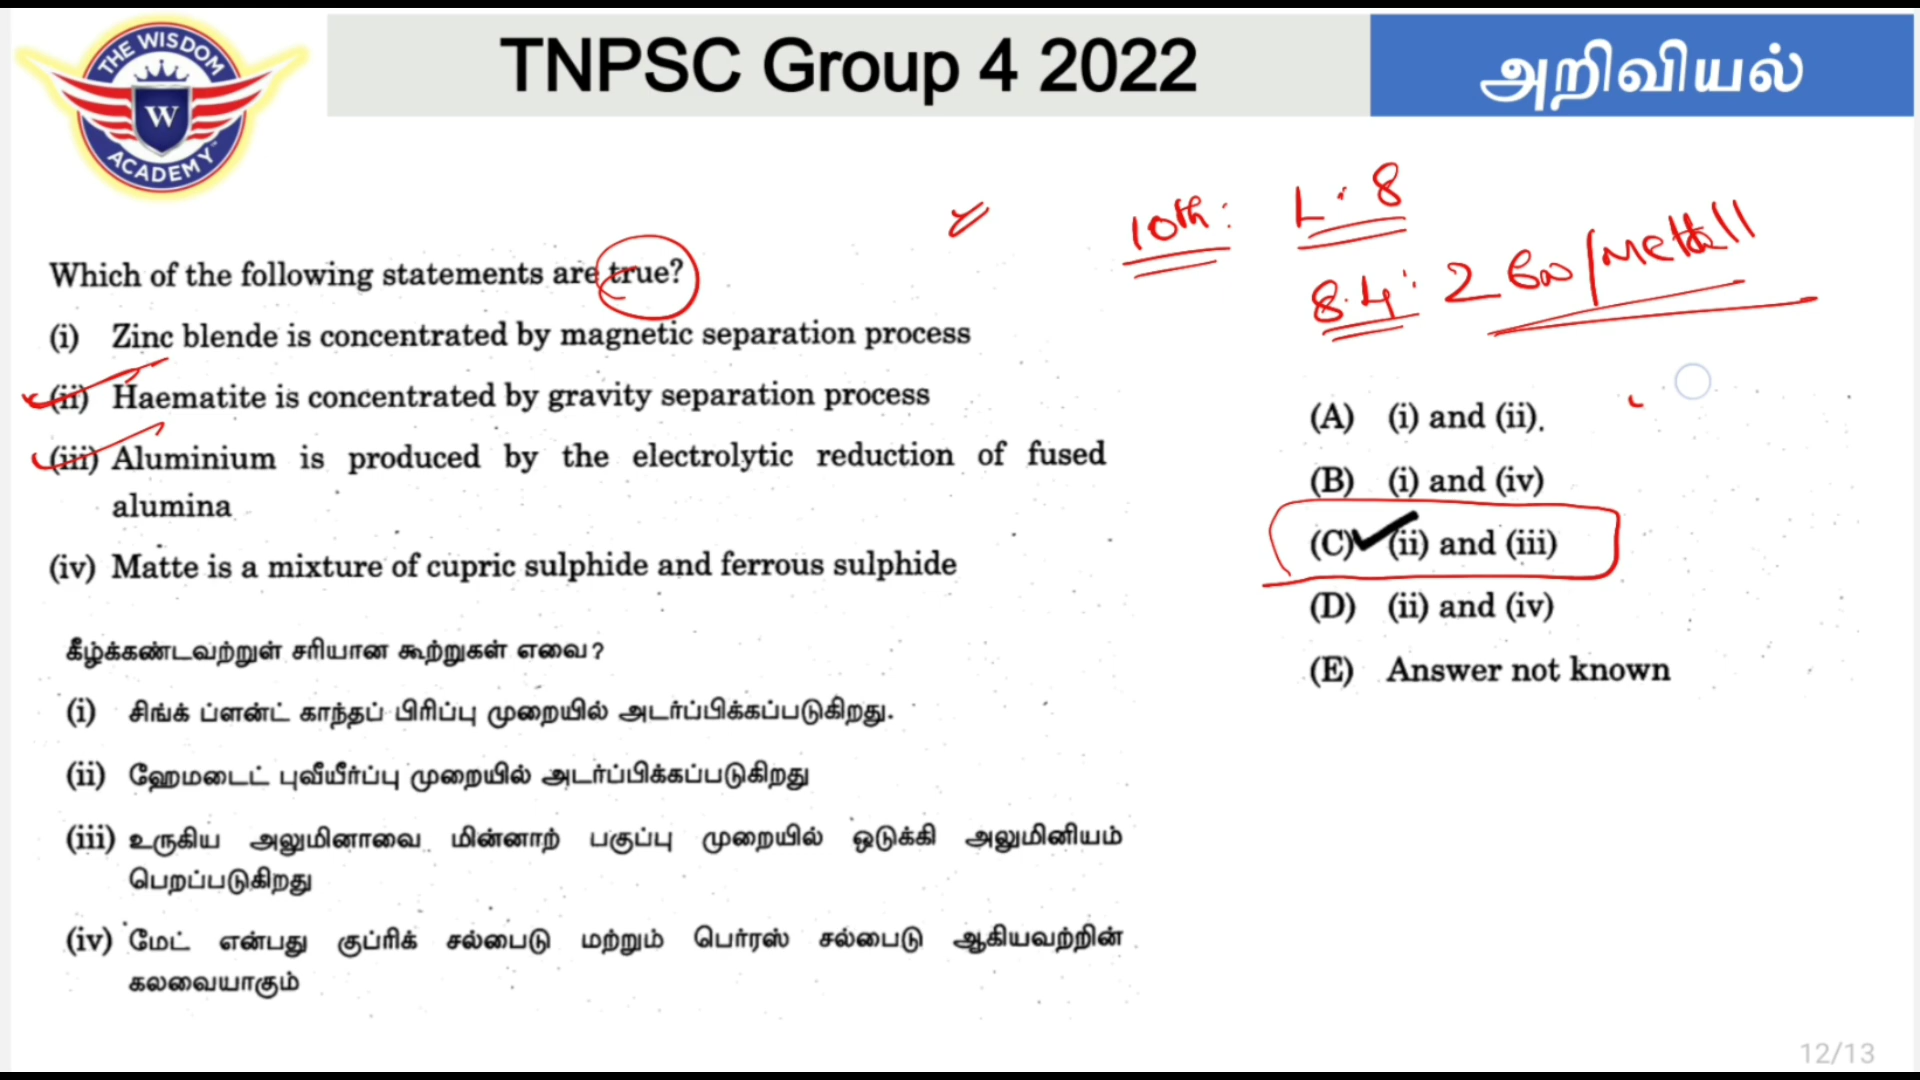 THE WISDOM
W
ACADEMY
TNPSC Group 4 2022
அறிவியல்
10th: L: 8
8.4: 2
Which of the following statements are true?
(i) Zinc blende is concentrated by magnetic separation process
(ii) Haematite is concentrated by gravity separation process
(iii) Aluminium is produced by the electrolytic reduction of fused
alumina
(iv) Matte is a mixture of cupric sulphide and ferrous sulphide
கீழ்க்கண்டவற்றுள் சரியான கூற்றுகள் எவை?
(i) சிங்க் ப்ளன்ட் காந்தப் பிரிப்பு முறையில் அடர்ப்பிக்கப்படுகிறது.
(ii) ஹேமடைட் புவீயீர்ப்பு முறையில் அடர்ப்பிக்கப்படுகிறது
(iii) உருகிய அலுமினாவை மின்னாற் பகுப்பு முறையில் ஒடுக்கி அலுமினியம்
பெறப்படுகிறது
(iv) மேட் என்பது குப்ரிக் சல்பைடு மற்றும் பெர்ரஸ் சல்பைடு ஆகியவற்றின்
கலவையாகும்
(A) (i) and (ii).
(B) (i) and (iv)
(C) (ii) and (iii)
(D) (ii) and (iv)
(E) Answer not known
12/13